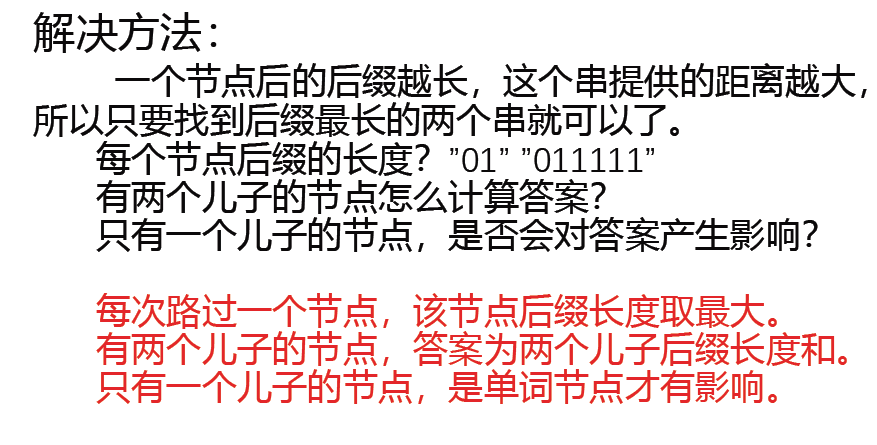 解决方法：
一个节点后的后缀越长，这个串提供的距离越大，
所以只要找到后缀最长的两个串就可以了。
每个节点后缀的长度？”01” ”011111”
有两个儿子的节点怎么计算答案？
只有一个儿子的节点，是否会对答案产生影响？
每次路过一个节点，该节点后缀长度取最大。
有两个儿子的节点，答案为两个儿子后缀长度和。
只有一个儿子的节点，是单词节点才有影响。